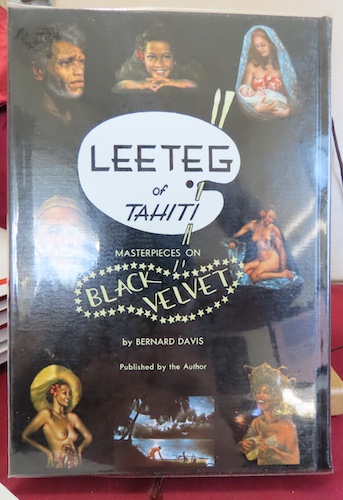 LEETEG
of
TAHITI
MASTERPIECES ON
BLACK VELVET
by BERNARD DAVIS
Published by the Author